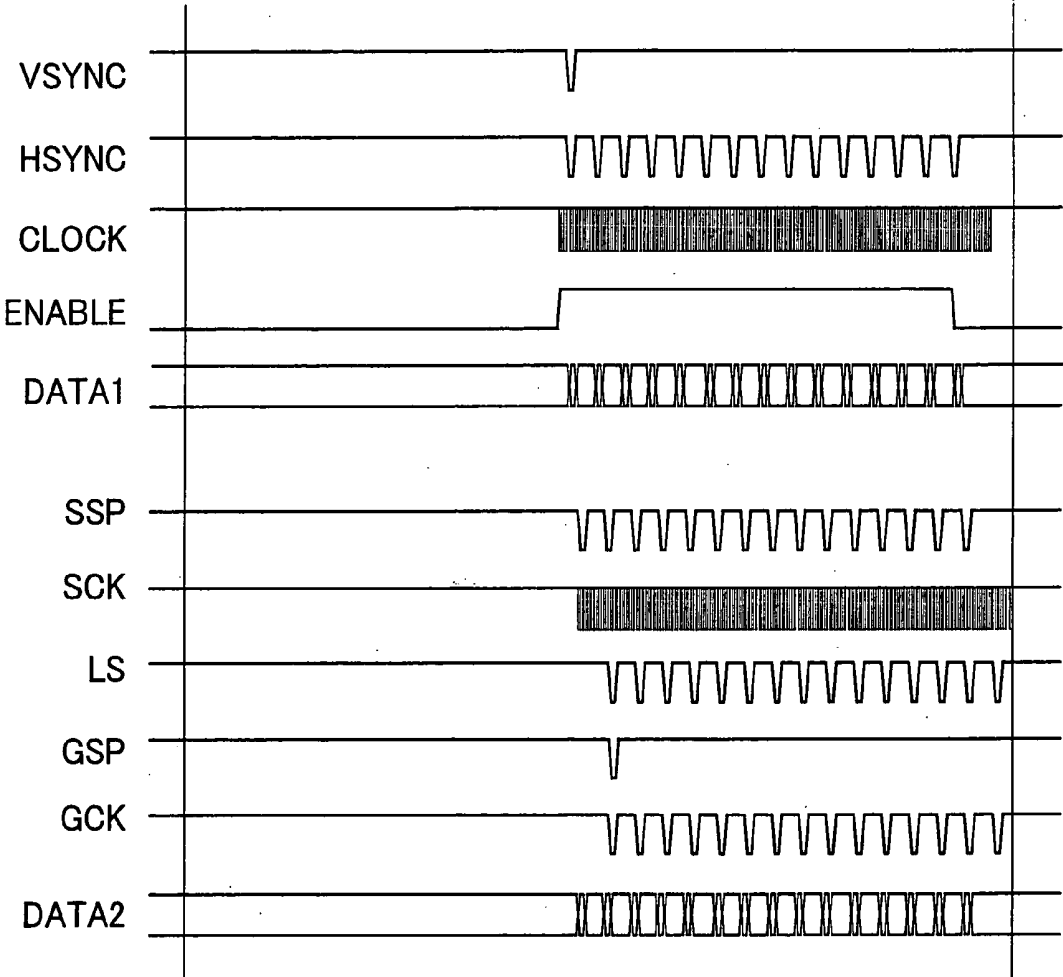 VSYNC
HSYNC
CLOCK
ENABLE
DATA1
SSP
SCK
LS
GSP
GCK
DATA2